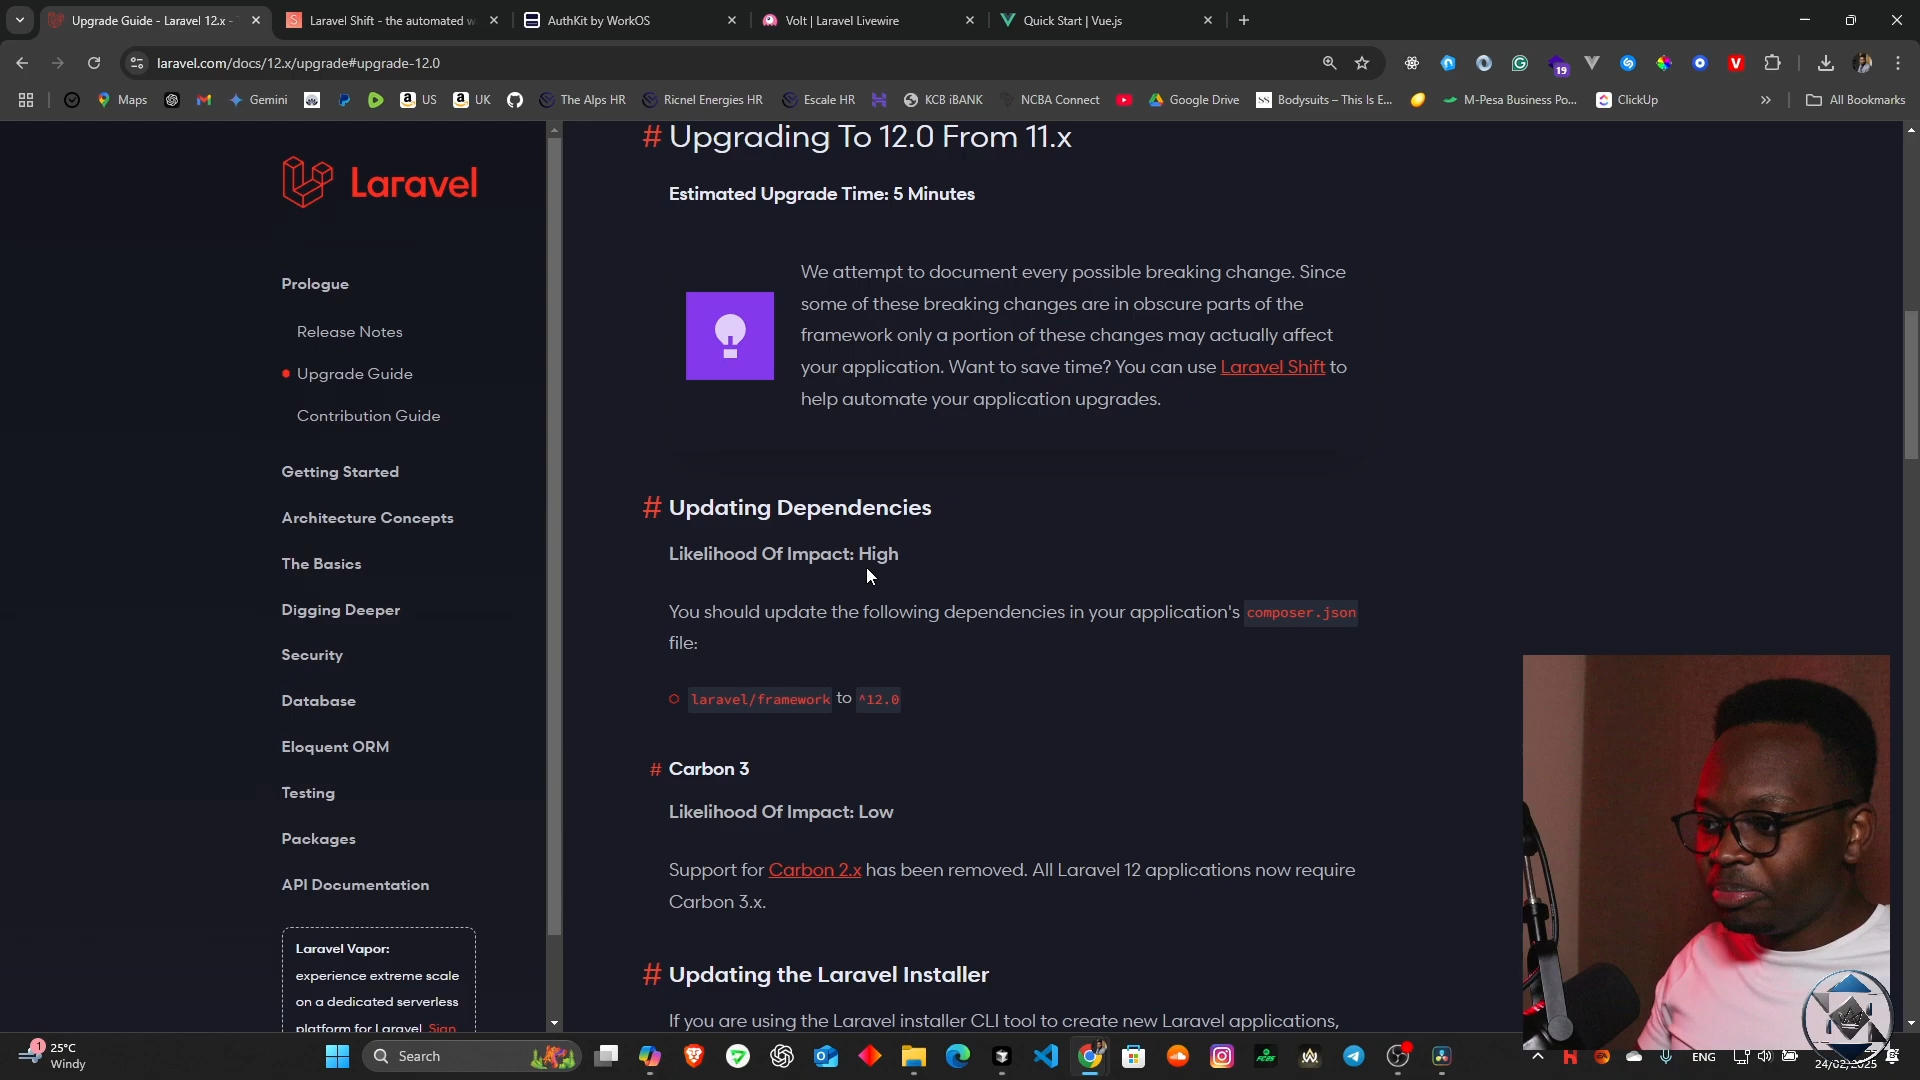 Upgrade Guide - Laravel 12.x -
Laravel Shift - the automated w
AuthKit by WorkOS
Volt | Laravel Livewire
Quick Start | Vue.js
laravel.com/docs/12.x/upgrade#upgrade-12.0
19
Maps
Gemini
US
UK
The Alps HR
Ricnel Energies HR
Escale HR
KCB iBANK
NCBA Connect
Google Drive
Bodysuits – This Is E...
M-Pesa Business Po...
ClickUp
All Bookmarks
Laravel
Prologue
Release Notes
Upgrade Guide
Contribution Guide
Getting Started
Architecture Concepts
The Basics
Digging Deeper
Security
Database
Eloquent ORM
Testing
Packages
API Documentation
Laravel Vapor:
experience extreme scale
on a dedicated serverless
platform for Laravel. Sign
# Upgrading To 12.0 From 11.x
Estimated Upgrade Time: 5 Minutes
We attempt to document every possible breaking change. Since
some of these breaking changes are in obscure parts of the
framework only a portion of these changes may actually affect
your application. Want to save time? You can use Laravel Shift to
help automate your application upgrades.
# Updating Dependencies
Likelihood Of Impact: High
You should update the following dependencies in your application's composer.json
file:
laravel/framework to ^12.0
# Carbon 3
Likelihood Of Impact: Low
Support for Carbon 2.x has been removed. All Laravel 12 applications now require
Carbon 3.x.
# Updating the Laravel Installer
If you are using the Laravel installer CLI tool to create new Laravel applications,
1
25°C
Windy
Search
ENG
24/02/2025